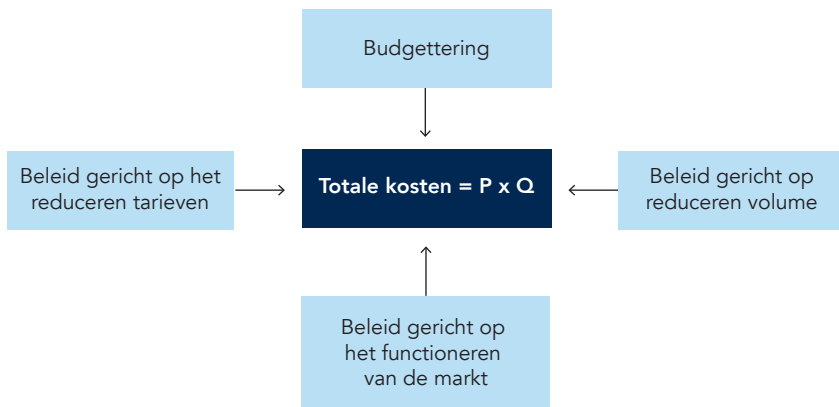 Budgettering
Beleid gericht op het
reduceren tarieven
Totale kosten = P x Q
Beleid gericht op
reduceren volume
Beleid gericht op
het functioneren
van de markt